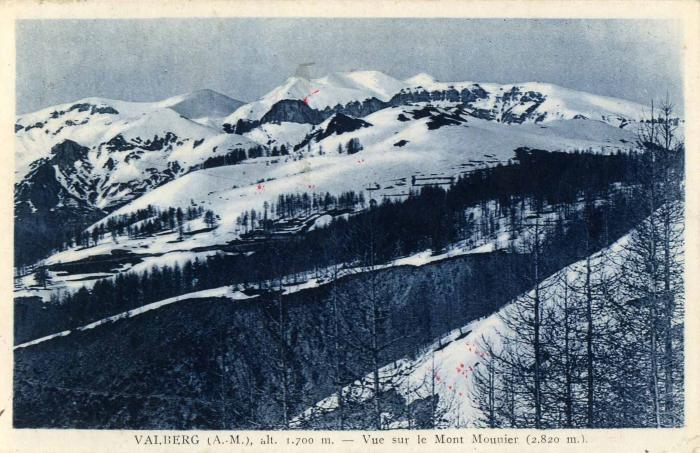 VALBERG (A.-M.), alt. 1.700 m. — Vue sur le Mont Mounier (2.820 m.).